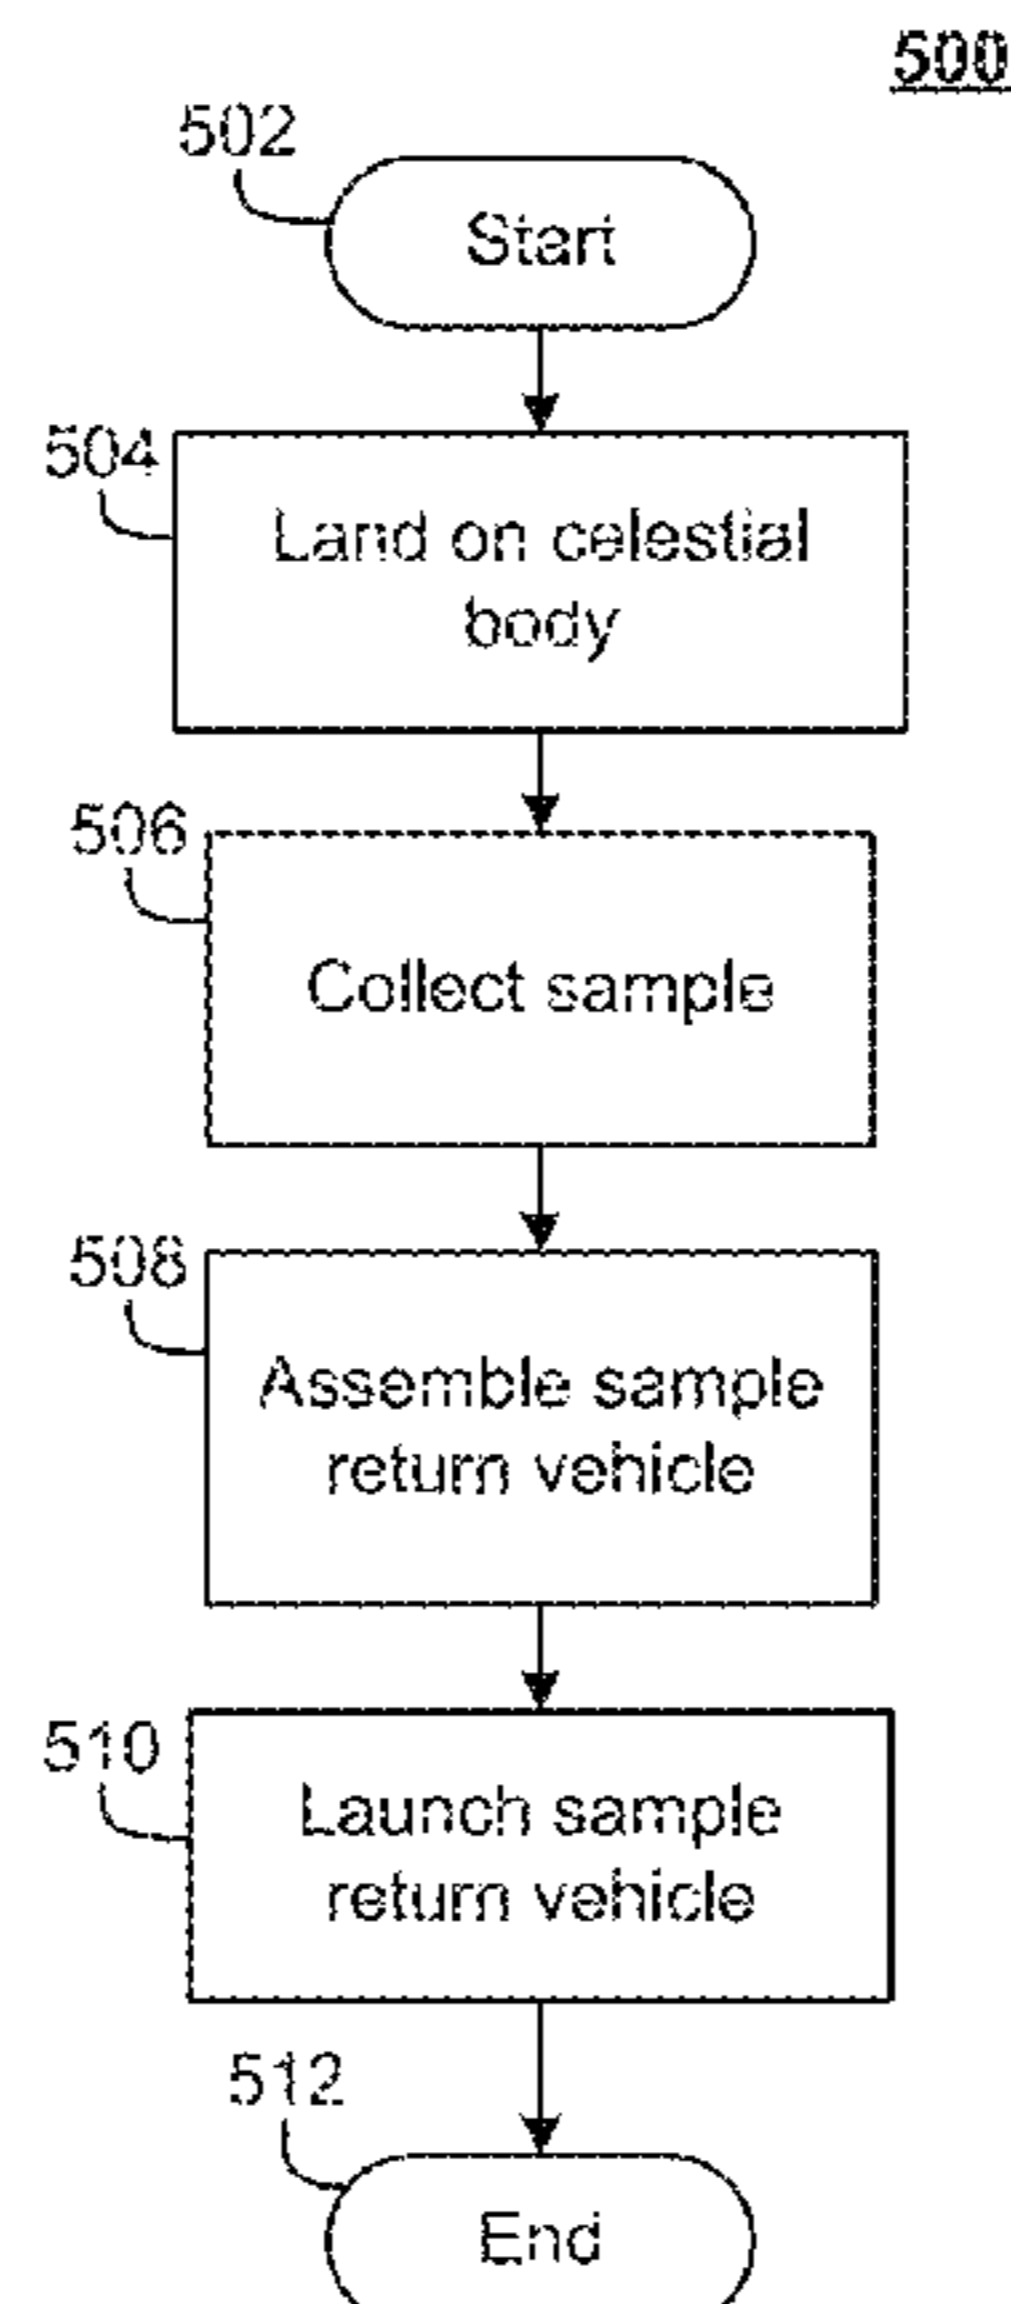 500
502
Start
504
Land on celestial
body
506
Collect sample
508
Assemble sample
return vehicle
510
Launch sample
return vehicle
512
End